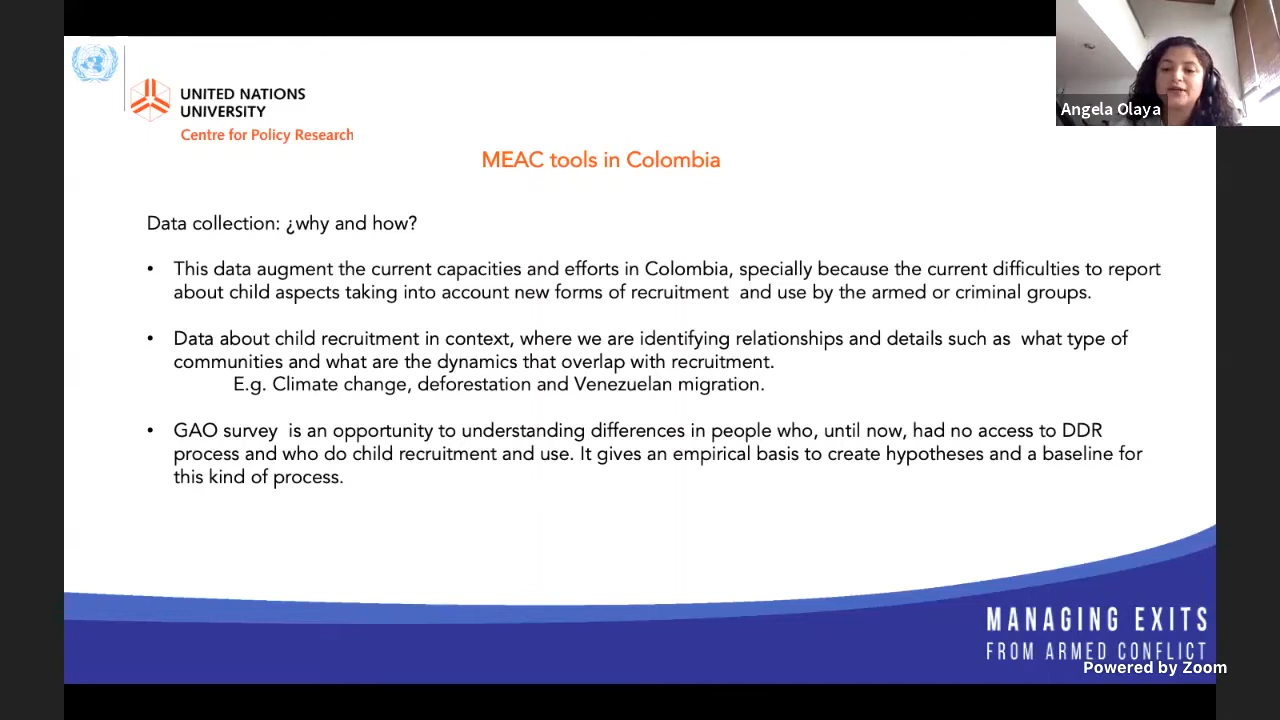 UNITED NATIONS
UNIVERSITY
Centre for Policy Research
Angela Olaya
MEAC tools in Colombia
Data collection: ¿why and how?
• This data augment the current capacities and efforts in Colombia, specially because the current difficulties to report
about child aspects taking into account new forms of recruitment and use by the armed or criminal groups.
• Data about child recruitment in context, where we are identifying relationships and details such as what type of
communities and what are the dynamics that overlap with recruitment.
E.g. Climate change, deforestation and Venezuelan migration.
• GAO survey is an opportunity to understanding differences in people who, until now, had no access to DDR
process and who do child recruitment and use. It gives an empirical basis to create hypotheses and a baseline for
this kind of process.
MANAGING EXITS
FROM ARMED CONFLICT
Powered by Zoom